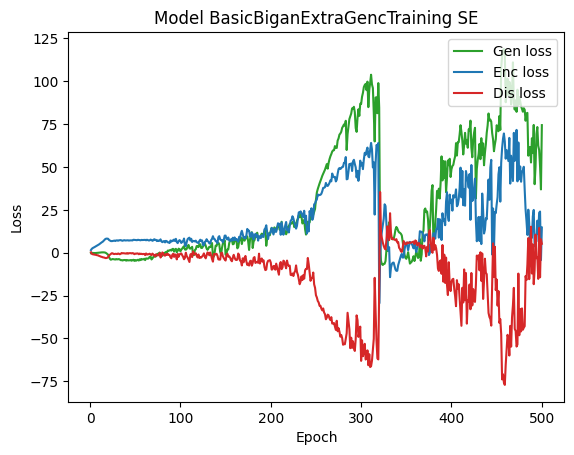 Model BasicBiganExtraGencTraining SE
Gen loss
Enc loss
Dis loss
125
100
75
50
25
0
−25
−50
−75
Loss
0
100
200
300
400
500
Epoch